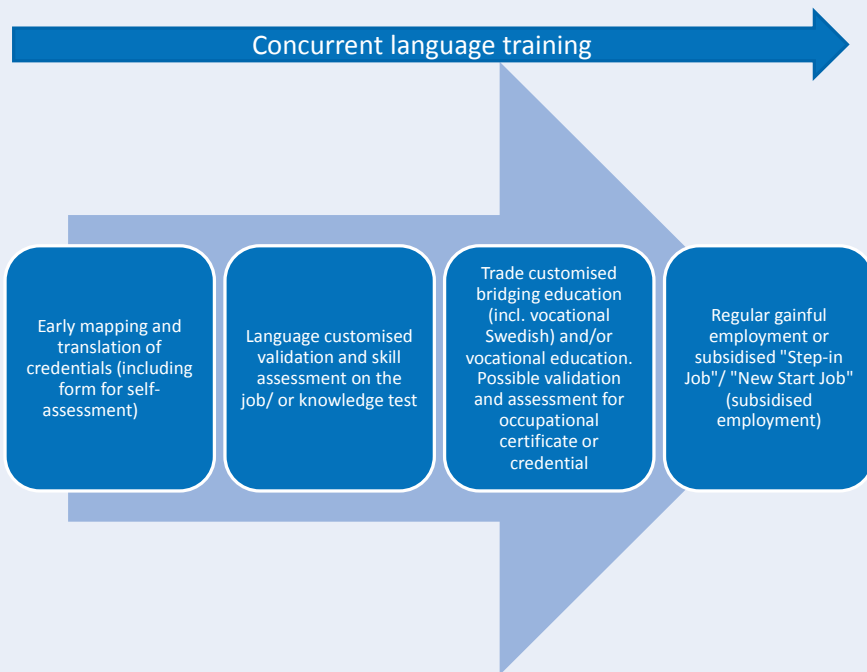 Concurrent language training
Early mapping and
translation of
credentials (including
form for self-
assessment)
Language customised
validation and skill
assessment on the
job/ or knowledge test
Trade customised
bridging education
(incl. vocational
Swedish) and/or
vocational education.
Possible validation
and assessment for
occupational
certificate or
credential
Regular gainful
employment or
subsidised "Step-in
Job"/ "New Start Job"
(subsidised
employment)